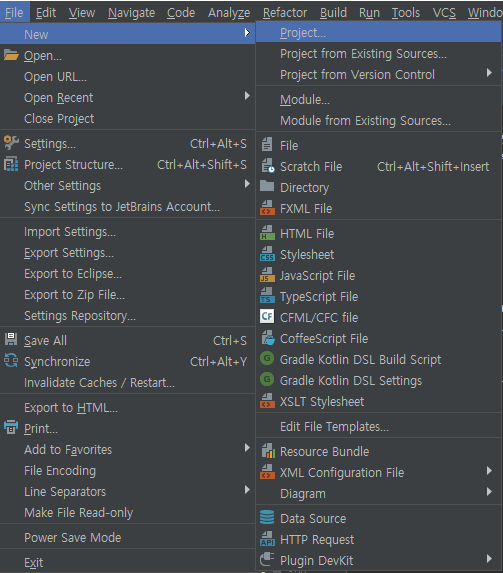 File Edit View Navigate Code Analyze Refactor Build Run Tools VCS Windo
New
Open...
Open URL...
Open Recent
Close Project
Settings... Ctrl+Alt+S
Project Structure... Ctrl+Alt+Shift+S
Other Settings
Sync Settings to JetBrains Account...
Import Settings...
Export Settings...
Export to Eclipse...
Export to Zip File...
Settings Repository...
Save All Ctrl+S
Synchronize Ctrl+Alt+Y
Invalidate Caches / Restart...
Export to HTML...
Print...
Add to Favorites
File Encoding
Line Separators
Make File Read-only
Power Save Mode
Exit
Project...
Project from Existing Sources...
Project from Version Control
Module...
Module from Existing Sources...
File
Scratch File Ctrl+Alt+Shift+Insert
Directory
FXML File
HTML File
Stylesheet
JavaScript File
TypeScript File
CFML/CFC file
CoffeeScript File
Gradle Kotlin DSL Build Script
Gradle Kotlin DSL Settings
XSLT Stylesheet
Edit File Templates...
Resource Bundle
XML Configuration File
Diagram
Data Source
HTTP Request
Plugin DevKit